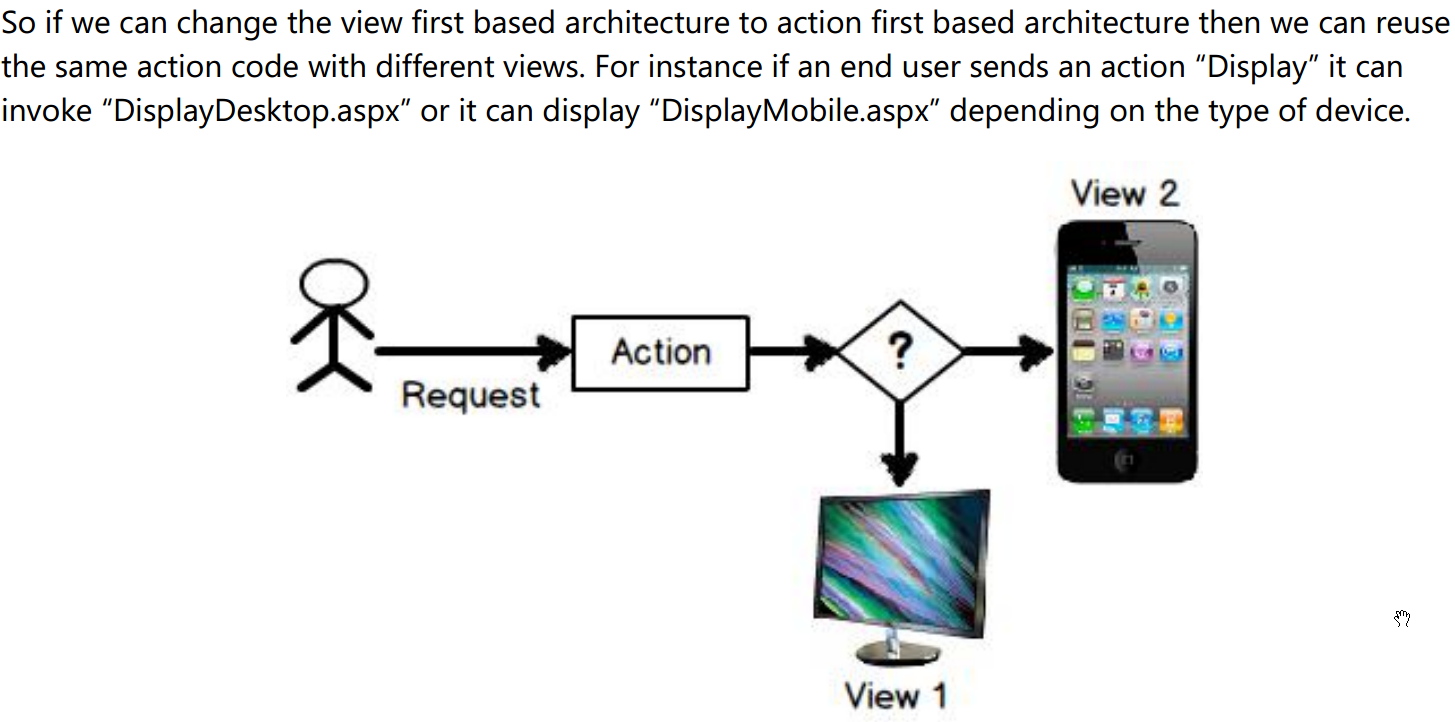 So if we can change the view first based architecture to action first based architecture then we can reuse
the same action code with different views. For instance if an end user sends an action “Display” it can
invoke “DisplayDesktop.aspx” or it can display “DisplayMobile.aspx” depending on the type of device.
View 2
Action
?
Request
View 1